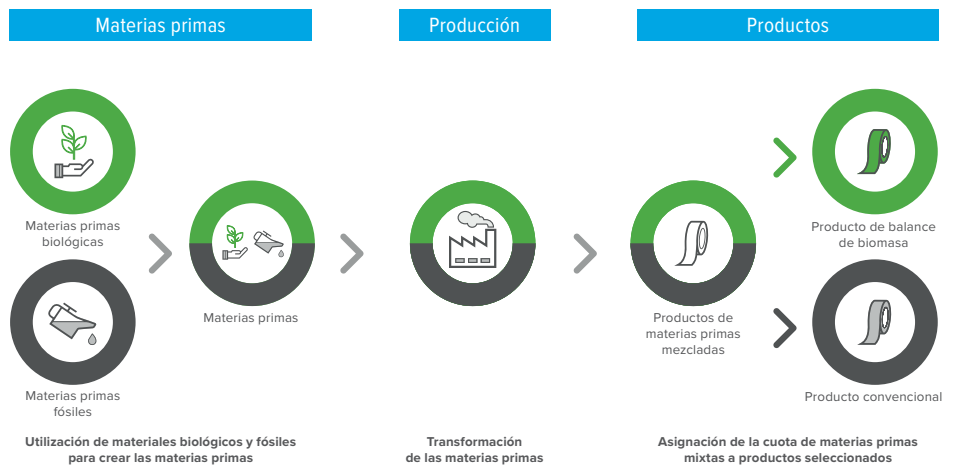 Materias primas
Producción
Productos
Materias primas
biológicas
Materias primas
fósiles
Materias primas
Productos de
materias primas
mezcladas
Producto de balance
de biomasa
Producto convencional
Utilización de materiales biológicos y fósiles
para crear las materias primas
Transformación
de las materias primas
Asignación de la cuota de materias primas
mixtas a productos seleccionados